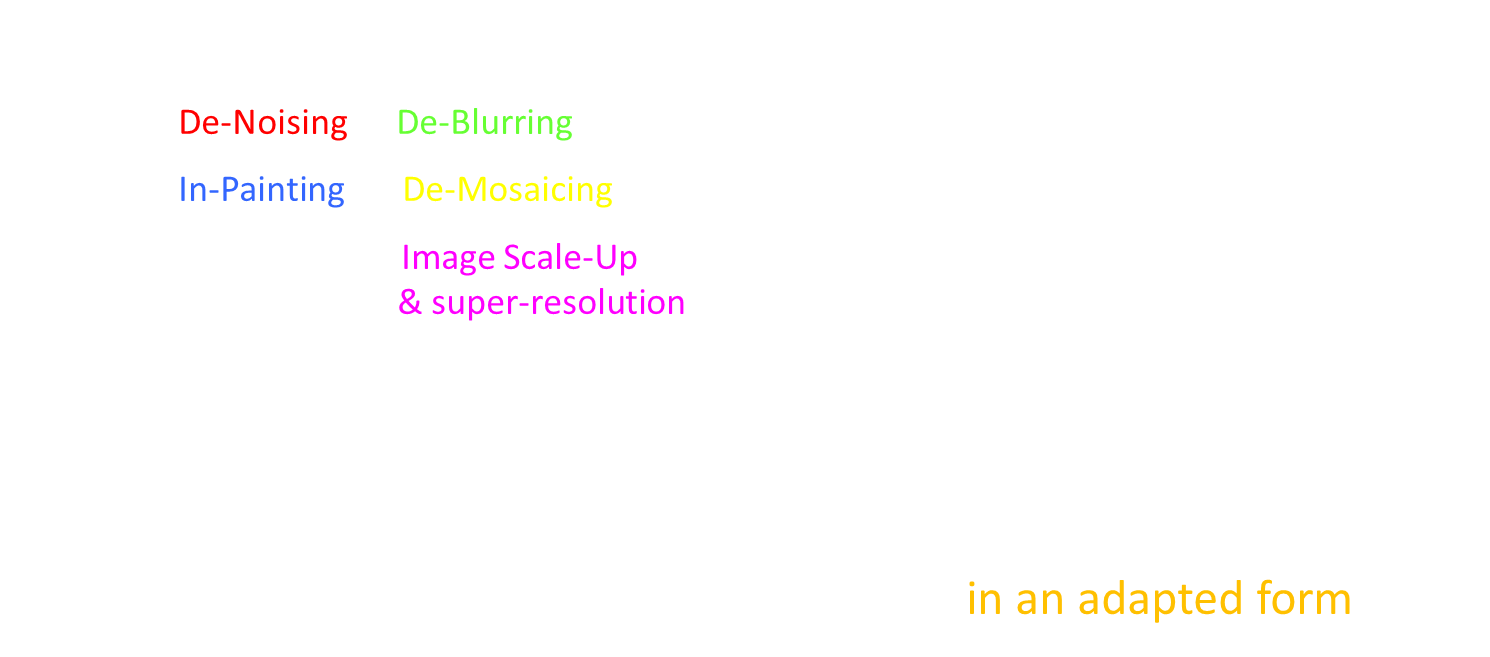 De-Noising De-Blurring
In-Painting De-Mosaicing
Image Scale-Up
& super-resolution
in an adapted form